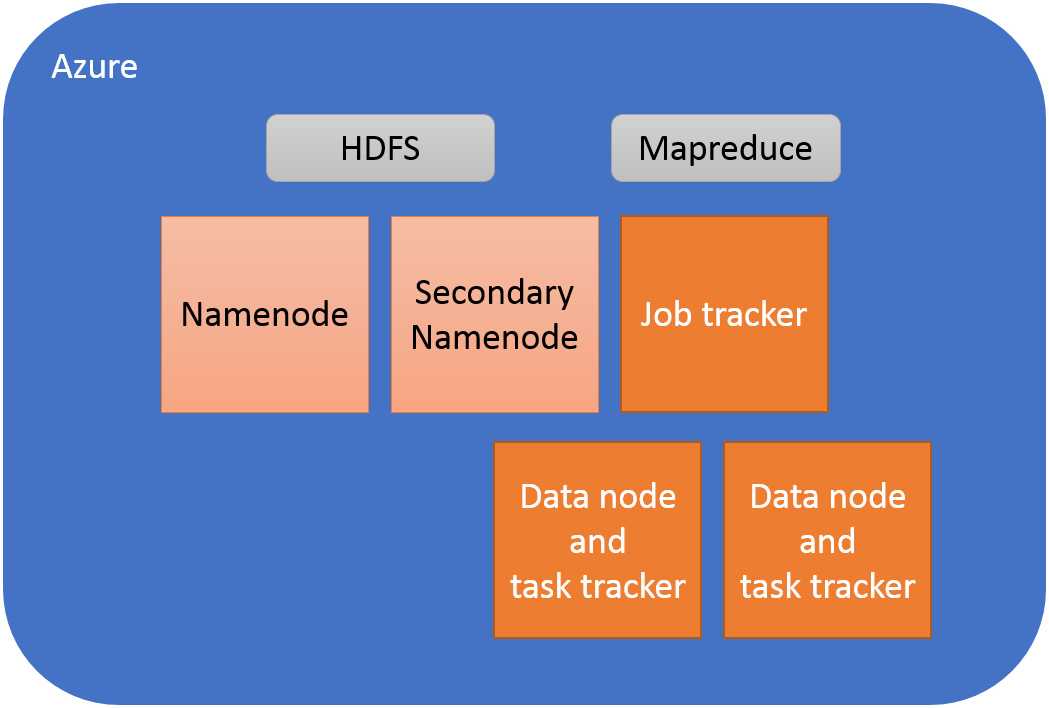 Azure
HDFS
Mapreduce
Namenode
Secondary
Namenode
Job tracker
Data node
and
task tracker
Data node
and
task tracker